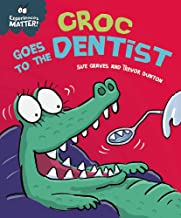 Experiences
MATTER!
CROC
GOES TO THE DENTIST
SUE GRAVES AND TREVOR DUNTON